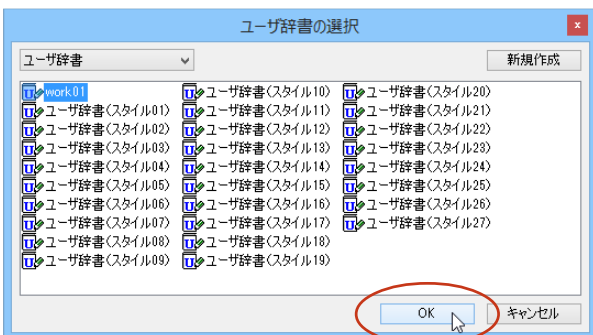 ユーザ辞書の選択
x
ユーザ辞書
新規作成
work01
ユーザ辞書(スタイル01)
ユーザ辞書(スタイル02)
ユーザ辞書(スタイル03)
ユーザ辞書(スタイル04)
ユーザ辞書(スタイル05)
ユーザ辞書(スタイル06)
ユーザ辞書(スタイル07)
ユーザ辞書(スタイル08)
ユーザ辞書(スタイル09)
ユーザ辞書(スタイル10)
ユーザ辞書(スタイル11)
ユーザ辞書(スタイル12)
ユーザ辞書(スタイル13)
ユーザ辞書(スタイル14)
ユーザ辞書(スタイル15)
ユーザ辞書(スタイル16)
ユーザ辞書(スタイル17)
ユーザ辞書(スタイル18)
ユーザ辞書(スタイル19)
ユーザ辞書(スタイル20)
ユーザ辞書(スタイル21)
ユーザ辞書(スタイル22)
ユーザ辞書(スタイル23)
ユーザ辞書(スタイル24)
ユーザ辞書(スタイル25)
ユーザ辞書(スタイル26)
ユーザ辞書(スタイル27)
OK
キャンセル